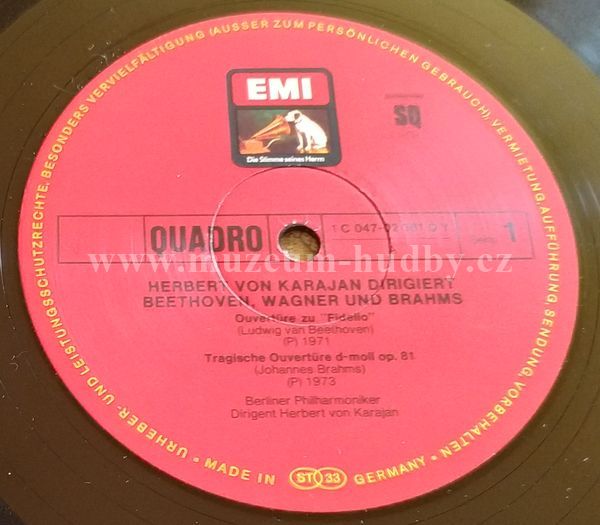 EMI
Die Stimme seines Herrn
SQ
QUADRO
1
www.muzeum-hudby.cz
HERBERT VON KARAJAN DIRIGIERT
BEETHOVEN, WAGNER UND BRAHMS
Ouvertüre zu "Fidelio"
(Ludwig van Beethoven)
(P) 1971
Tragische Ouvertüre d-moll op. 81
(Johannes Brahms)
(P) 1973
Berliner Philharmoniker
Dirigent Herbert von Karajan
URHEBER- UND LEISTUNGSSCHUTZRECHTE, BESONDERS VERVIELFÄLTIGUNG (AUSSER ZUM PERSÖNLICHEN GEBRAUCH), VERMIETUNG, AUFFÜHRUNG, SENDUNG, VORBEHALTEN •
• MADE IN ST 33 GERMANY •